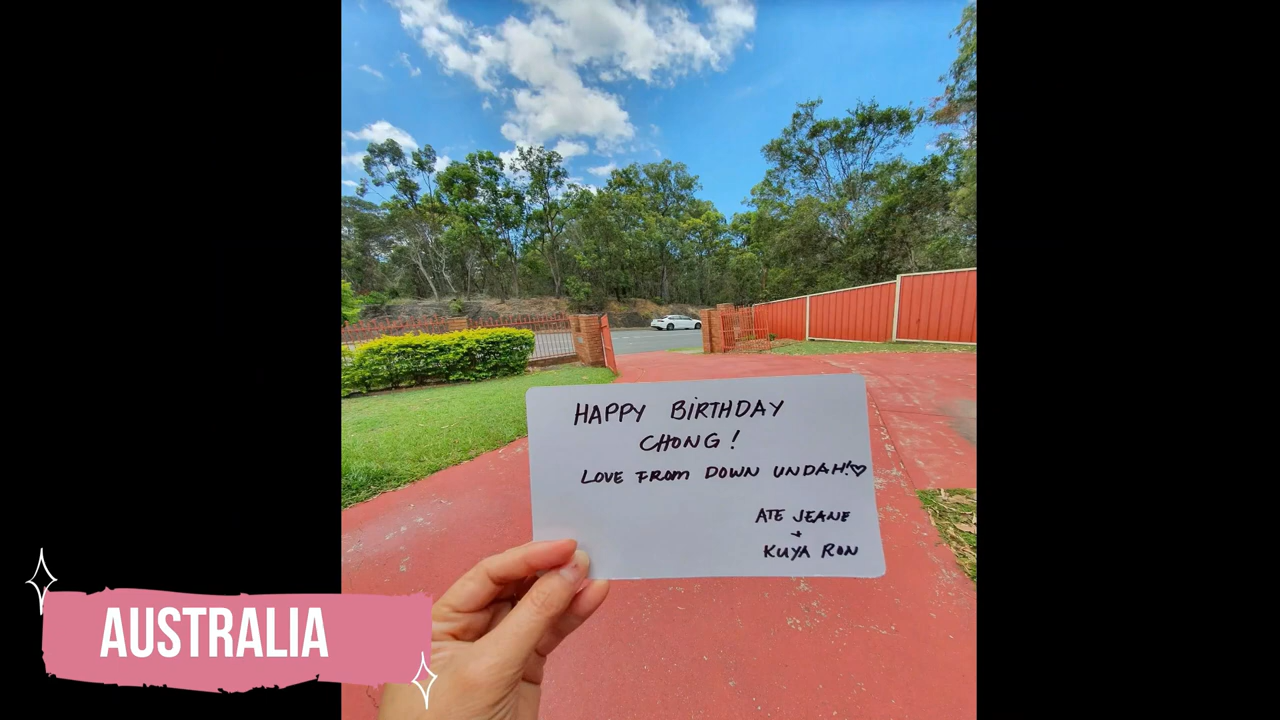 HAPPY BIRTHDAY
CHONG!
LOVE FROM DOWN UNDAH!♡
ATE JEANE
+
KUYA RON
AUSTRALIA